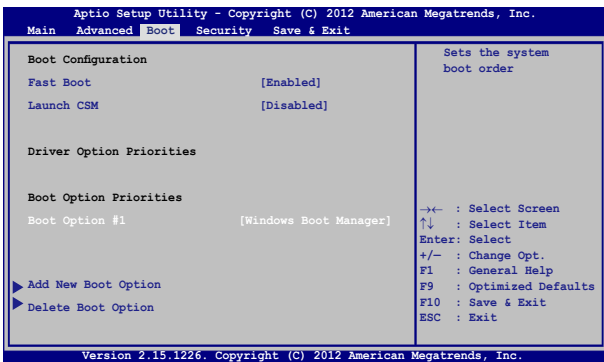 Aptio Setup Utility - Copyright (C) 2012 American Megatrends, Inc.
Main Advanced Boot Security Save & Exit
Boot Configuration
Fast Boot [Enabled]
Launch CSM [Disabled]
Driver Option Priorities
Boot Option Priorities
Boot Option #1 [Windows Boot Manager]
Add New Boot Option
Delete Boot Option
Sets the system
boot order
→← : Select Screen
↑↓ : Select Item
Enter: Select
+/— : Change Opt.
F1 : General Help
F9 : Optimized Defaults
F10 : Save & Exit
ESC : Exit
Version 2.15.1226. Copyright (C) 2012 American Megatrends, Inc.